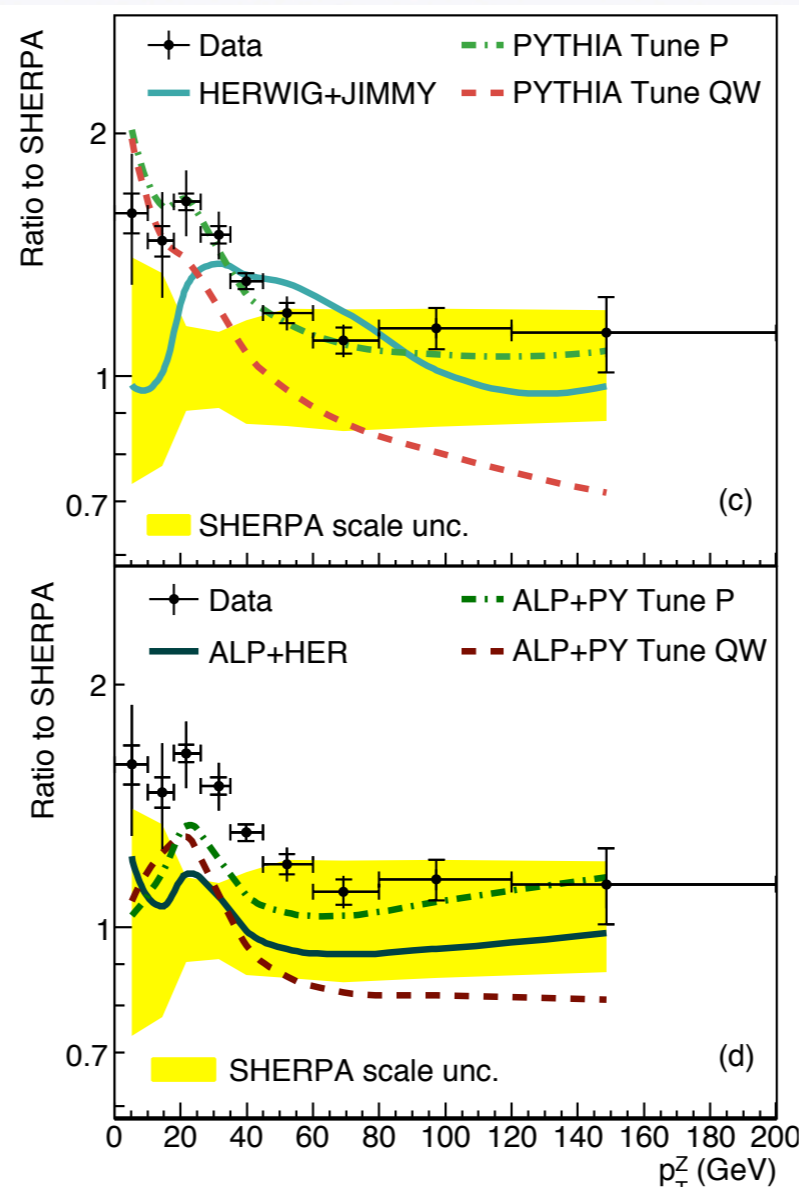 Ratio to SHERPA
Data
PYTHIA Tune P
HERWIG+JIMMY
PYTHIA Tune QW
2
1
0.7
SHERPA scale unc.
(c)
Ratio to SHERPA
Data
ALP+PY Tune P
ALP+HER
ALP+PY Tune QW
2
1
0.7
SHERPA scale unc.
(d)
0 20 40 60 80 100 120 140 160 180 200
p_T^Z (GeV)